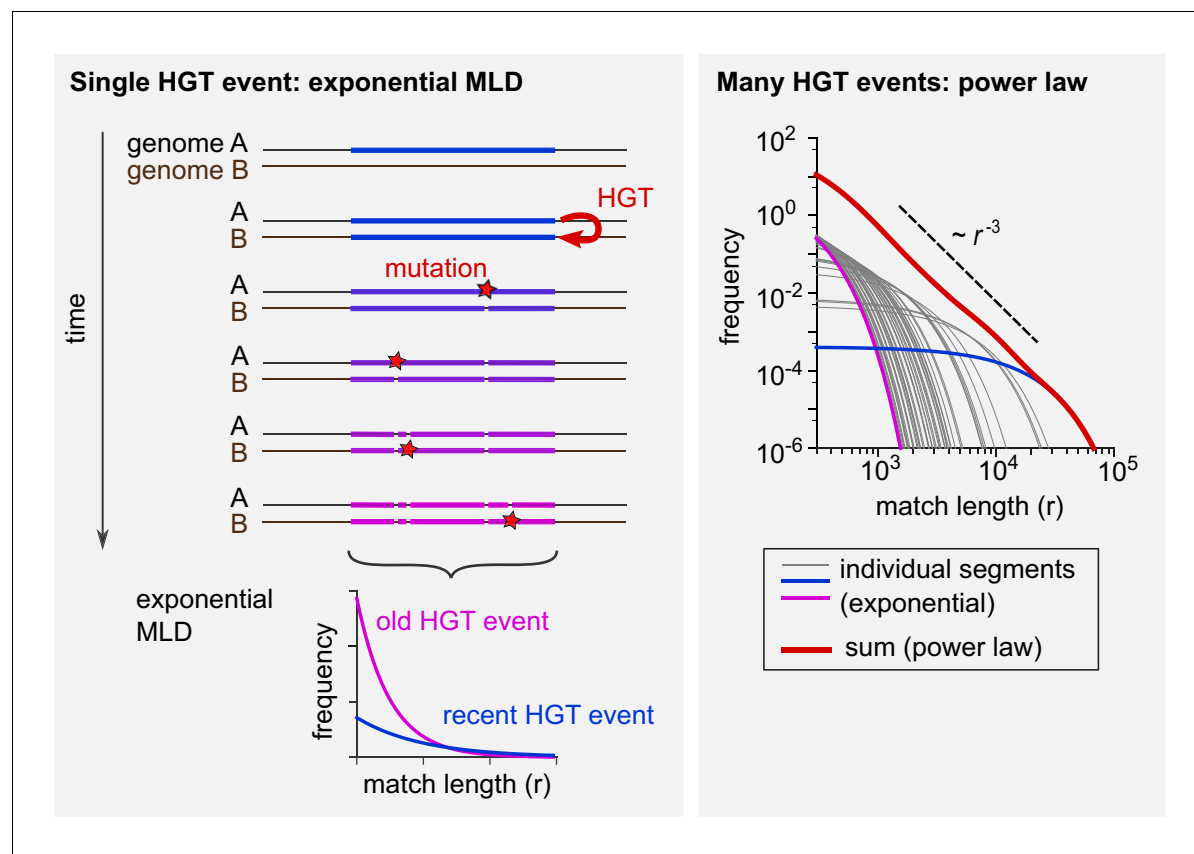 Single HGT event: exponential MLD
time
genome A
genome B
A
B
HGT
mutation
A
B
A
B
A
B
A
B
exponential
MLD
frequency
old HGT event
recent HGT event
match length (r)
Many HGT events: power law
frequency
10^2
10^0
10^-2
10^-4
10^-6
~ r^-3
10^3
10^4
10^5
match length (r)
individual segments
(exponential)
sum (power law)